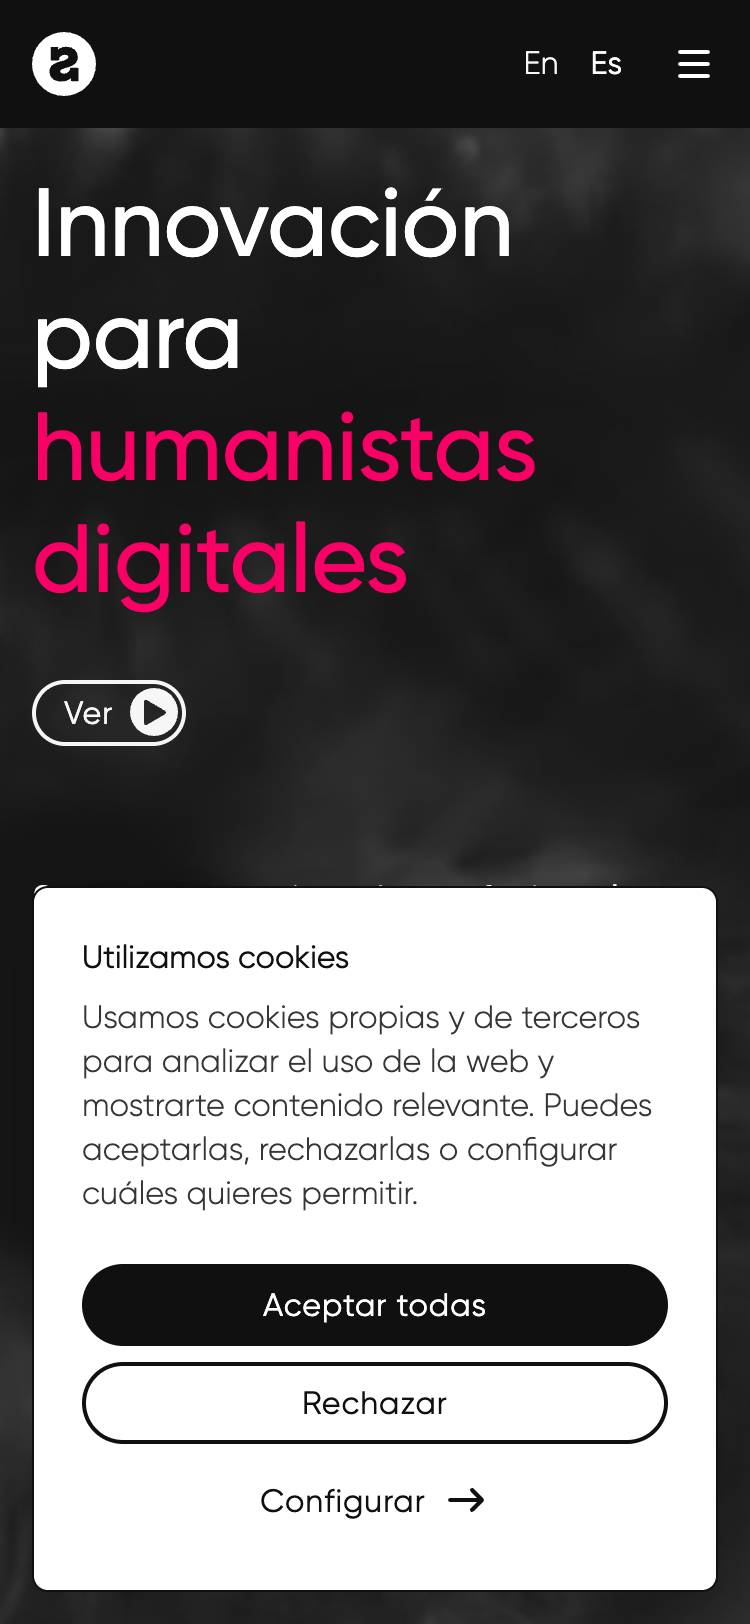 En Es
Innovación
para
humanistas
digitales
Ver
Utilizamos cookies
Usamos cookies propias y de terceros
para analizar el uso de la web y
mostrarte contenido relevante. Puedes
aceptarlas, rechazarlas o configurar
cuáles quieres permitir.
Aceptar todas
Rechazar
Configurar